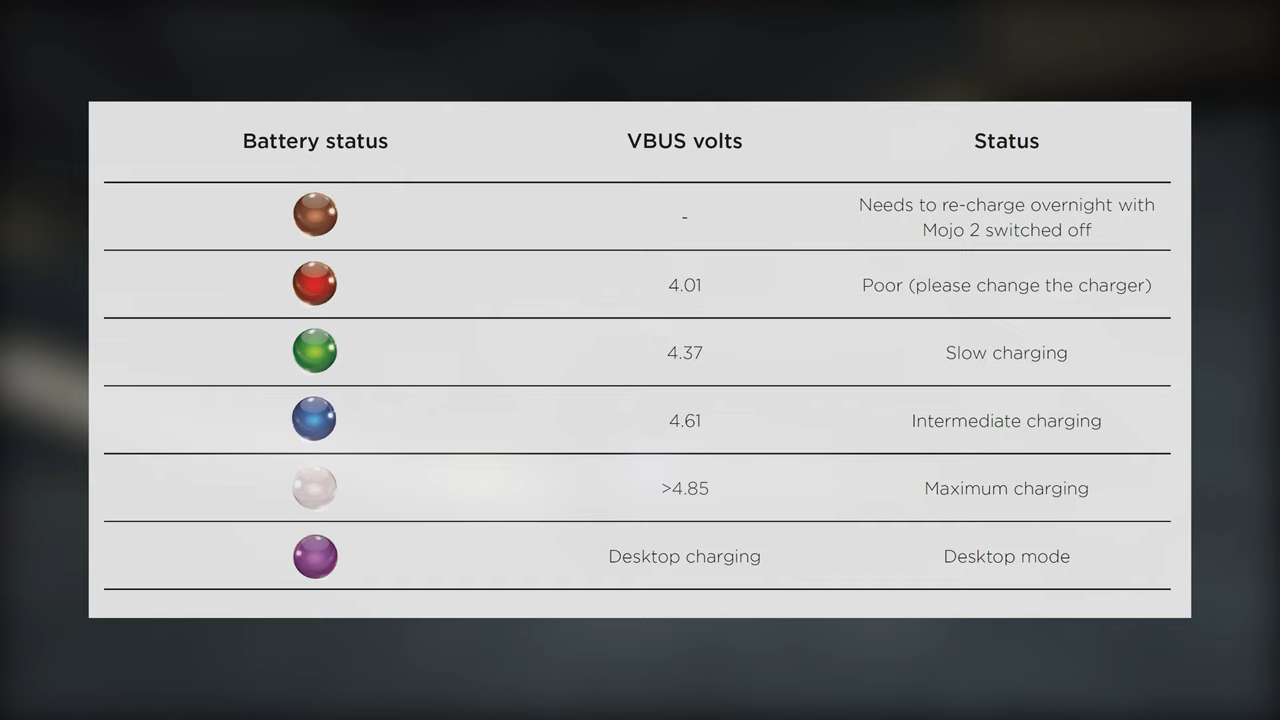 Battery status VBUS volts Status
- Needs to re-charge overnight with
Mojo 2 switched off
4.01 Poor (please change the charger)
4.37 Slow charging
4.61 Intermediate charging
>4.85 Maximum charging
Desktop charging Desktop mode